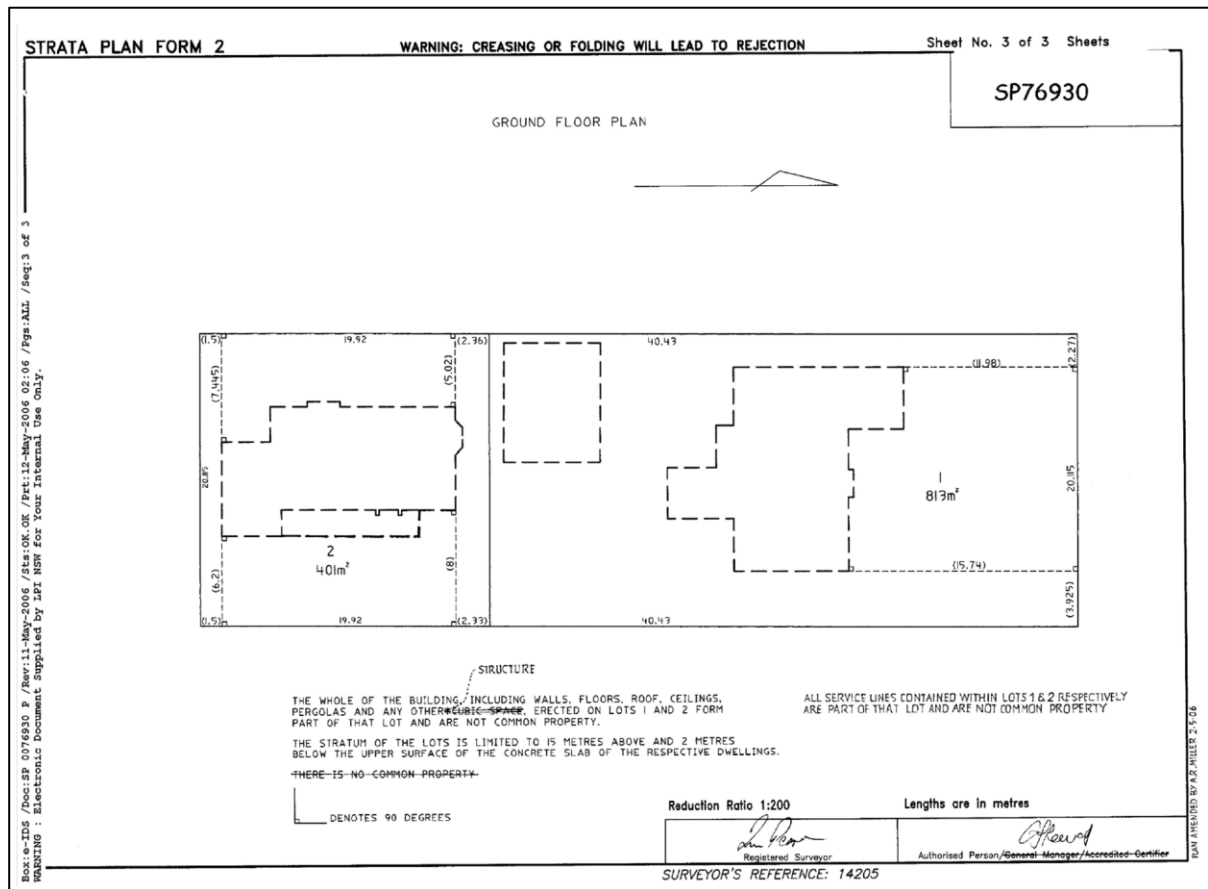 STRATA PLAN FORM 2
WARNING: CREASING OR FOLDING WILL LEAD TO REJECTION
Sheet No. 3 of 3 Sheets
SP76930
GROUND FLOOR PLAN
(1.5)
19.92
(2.36)
40.43
(2.27)
(7.445)
(5.02)
(11.98)
20.115
1
813m²
20.115
2
401m²
(6.2)
(8)
(15.74)
(3.925)
(1.5)
19.92
(2.33)
40.43
STRUCTURE
THE WHOLE OF THE BUILDING, INCLUDING WALLS, FLOORS, ROOF, CEILINGS,
PERGOLAS AND ANY OTHER CUBIC SPACE, ERECTED ON LOTS 1 AND 2 FORM
PART OF THAT LOT AND ARE NOT COMMON PROPERTY.
THE STRATUM OF THE LOTS IS LIMITED TO 15 METRES ABOVE AND 2 METRES
BELOW THE UPPER SURFACE OF THE CONCRETE SLAB OF THE RESPECTIVE DWELLINGS.
THERE IS NO COMMON PROPERTY
DENOTES 90 DEGREES
ALL SERVICE LINES CONTAINED WITHIN LOTS 1 & 2 RESPECTIVELY
ARE PART OF THAT LOT AND ARE NOT COMMON PROPERTY
Reduction Ratio 1:200
Lengths are in metres
Registered Surveyor
Authorised Person/General Manager/Accredited Certifier
SURVEYOR'S REFERENCE: 14205
PLAN AMENDED BY A.R. MILLER 2-5-06
Box:e-IDS /Doc:SP 0076930 P /Rev:11-May-2006 /Sts:OK.OK /Prt:12-May-2006 02:06 /Pgs:ALL /Seq:3 of 3
WARNING : Electronic Document Supplied by LPI NSW for Your Internal Use Only.